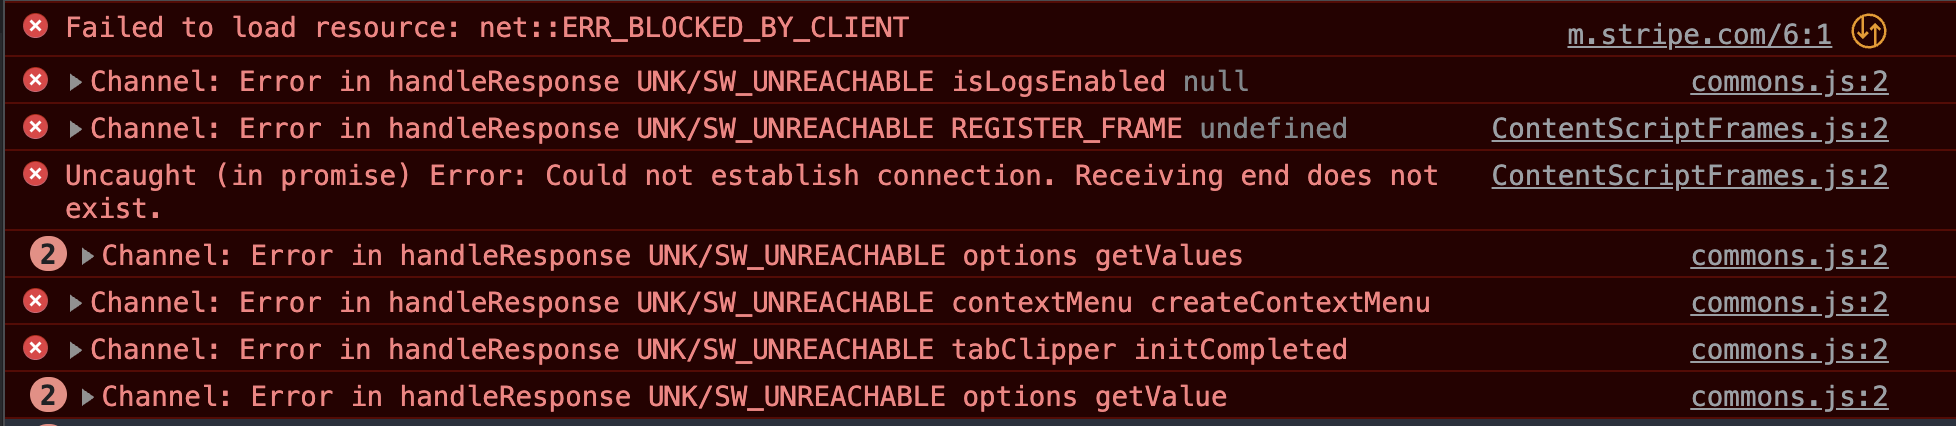 Failed to load resource: net::ERR_BLOCKED_BY_CLIENT m.stripe.com/6:1
Channel: Error in handleResponse UNK/SW_UNREACHABLE isLogsEnabled null commons.js:2
Channel: Error in handleResponse UNK/SW_UNREACHABLE REGISTER_FRAME undefined ContentScriptFrames.js:2
Uncaught (in promise) Error: Could not establish connection. Receiving end does not ContentScriptFrames.js:2
exist.
2 Channel: Error in handleResponse UNK/SW_UNREACHABLE options getValues commons.js:2
Channel: Error in handleResponse UNK/SW_UNREACHABLE contextMenu createContextMenu commons.js:2
Channel: Error in handleResponse UNK/SW_UNREACHABLE tabClipper initCompleted commons.js:2
2 Channel: Error in handleResponse UNK/SW_UNREACHABLE options getValue commons.js:2